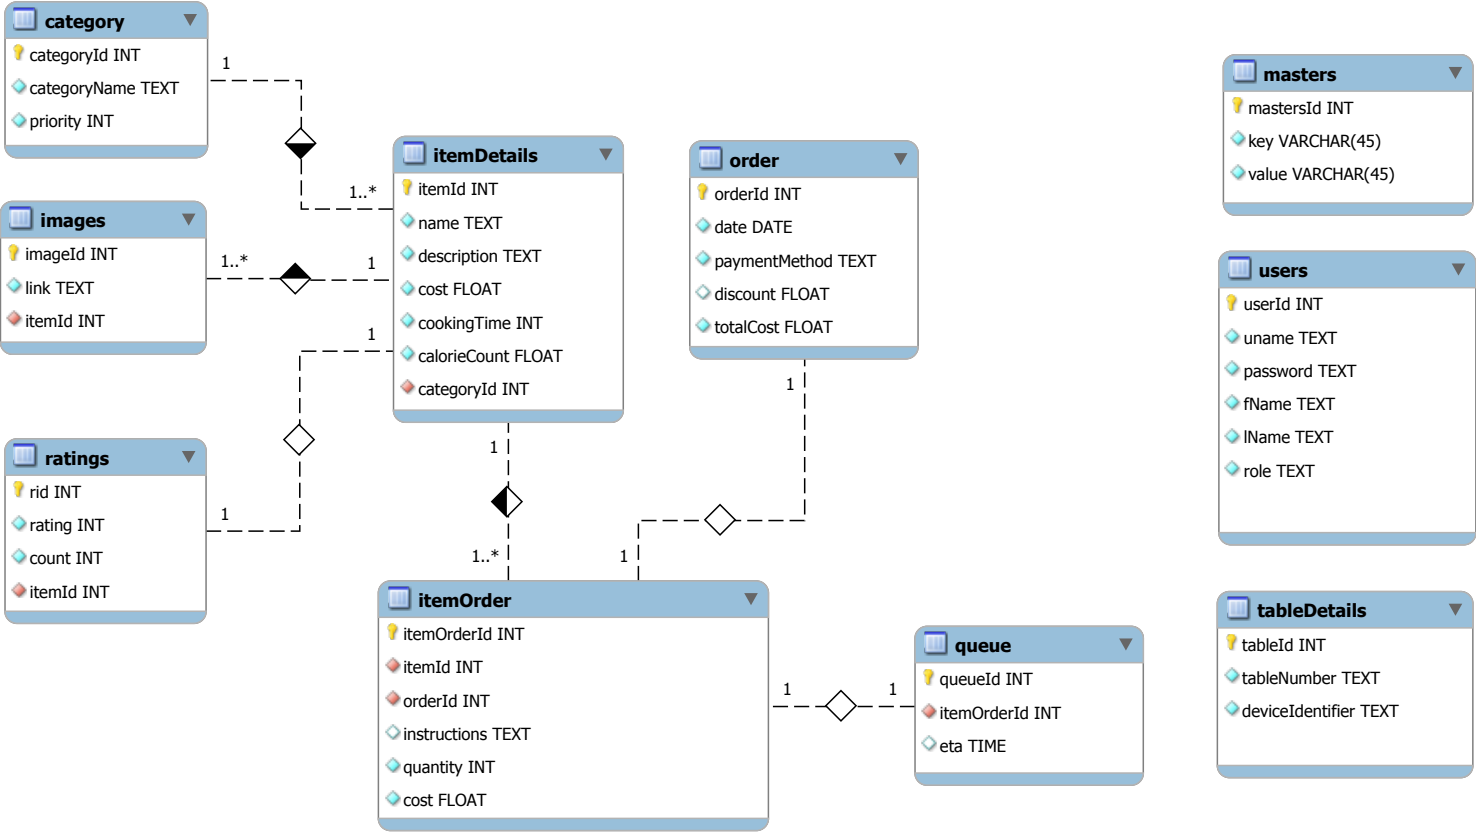 category
categoryId INT
categoryName TEXT
priority INT
1
1..*
images
imageId INT
link TEXT
itemId INT
1..*
1
ratings
rid INT
rating INT
count INT
itemId INT
1
1
itemDetails
itemId INT
name TEXT
description TEXT
cost FLOAT
cookingTime INT
calorieCount FLOAT
categoryId INT
1
1..*
order
orderId INT
date DATE
paymentMethod TEXT
discount FLOAT
totalCost FLOAT
1
1
itemOrder
itemOrderId INT
itemId INT
orderId INT
instructions TEXT
quantity INT
cost FLOAT
1
1
queue
queueId INT
itemOrderId INT
eta TIME
masters
mastersId INT
key VARCHAR(45)
value VARCHAR(45)
users
userId INT
uname TEXT
password TEXT
fName TEXT
lName TEXT
role TEXT
tableDetails
tableId INT
tableNumber TEXT
deviceIdentifier TEXT